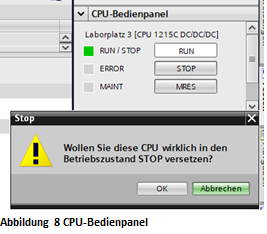 CPU-Bedienpanel
Laborplatz 3 [CPU 1215C DC/DC/DC]
RUN / STOP RUN
ERROR STOP
MAINT MRES
Stop
Wollen Sie diese CPU wirklich in den
Betriebszustand STOP versetzen?
OK Abbrechen
Abbildung 8 CPU-Bedienpanel